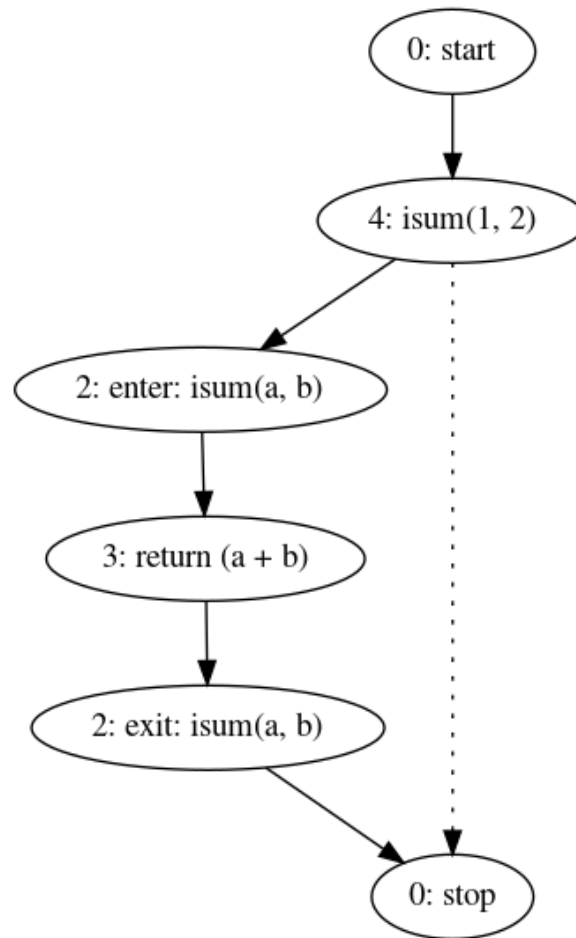 0: start
4: isum(1, 2)
2: enter: isum(a, b)
3: return (a + b)
2: exit: isum(a, b)
0: stop